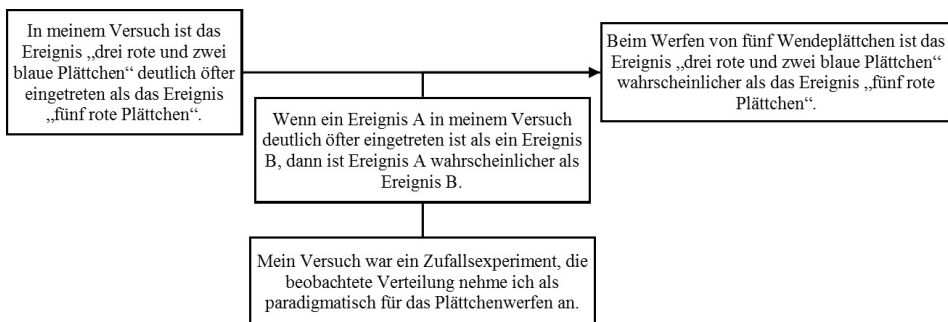 In meinem Versuch ist das
Ereignis „drei rote und zwei
blaue Plättchen“ deutlich öfter
eingetreten als das Ereignis
„fünf rote Plättchen“.
Beim Werfen von fünf Wendeplättchen ist das
Ereignis „drei rote und zwei blaue Plättchen“
wahrscheinlicher als das Ereignis „fünf rote
Plättchen“.
Wenn ein Ereignis A in meinem Versuch
deutlich öfter eingetreten ist als ein Ereignis
B, dann ist Ereignis A wahrscheinlicher als
Ereignis B.
Mein Versuch war ein Zufallsexperiment, die
beobachtete Verteilung nehme ich als
paradigmatisch für das Plättchenwerfen an.